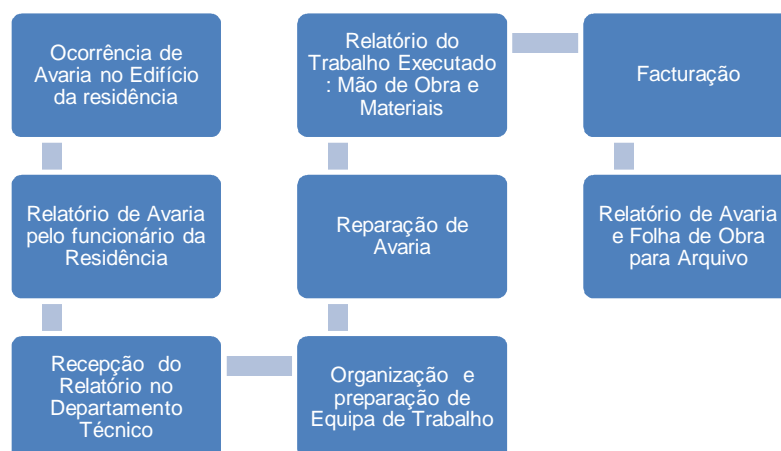 Ocorrência de
Avaria no Edifício
da residência
Relatório de Avaria
pelo funcionário da
Residência
Recepção do
Relatório no
Departamento
Técnico
Organização e
preparação de
Equipa de Trabalho
Reparação de
Avaria
Relatório do
Trabalho Executado
: Mão de Obra e
Materiais
Facturação
Relatório de Avaria
e Folha de Obra
para Arquivo